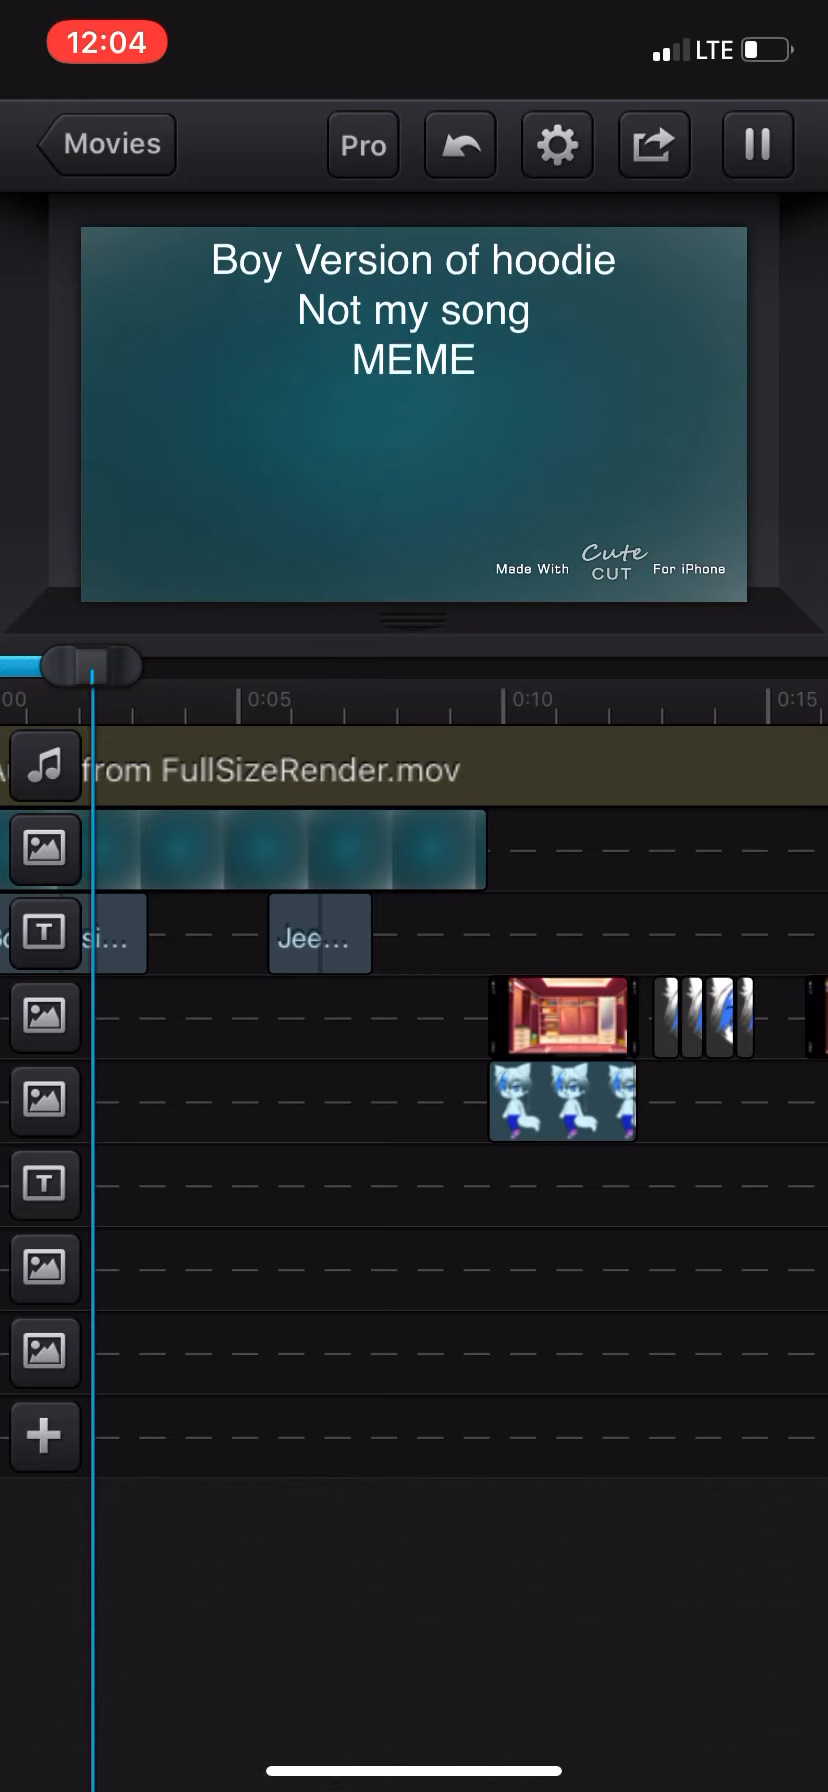 12:04
LTE
Movies
Pro
Boy Version of hoodie
Not my song
MEME
Made With Cute CUT For iPhone
00
0:05
0:10
0:15
from FullSizeRender.mov
si...
Jee...